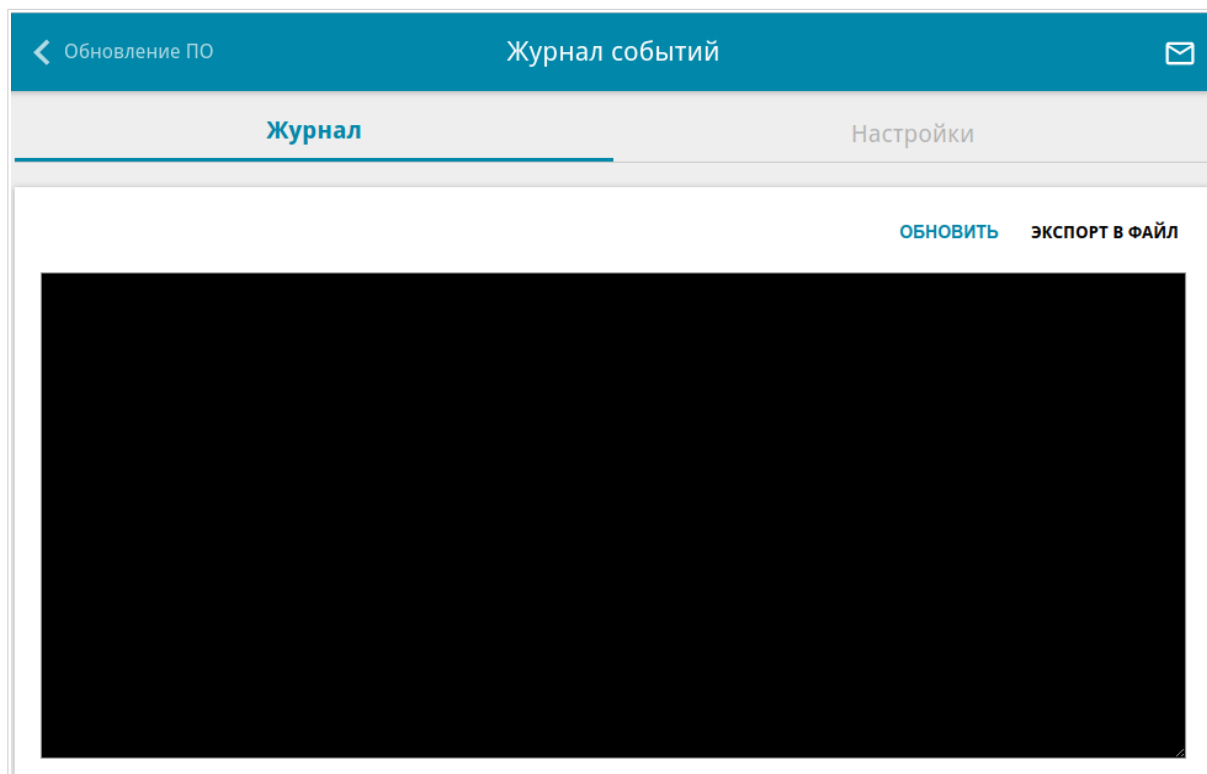 Обновление ПО
Журнал событий
Журнал
Настройки
ОБНОВИТЬ
ЭКСПОРТ В ФАЙЛ